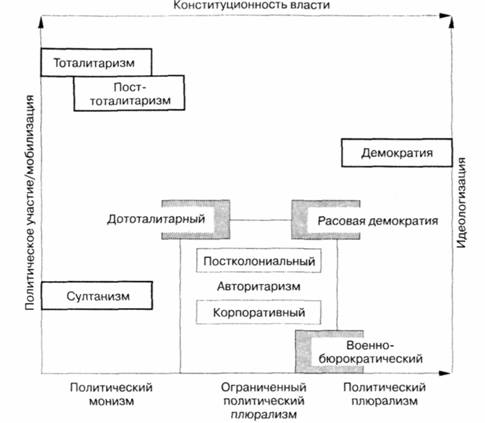 Конституционность власти
Политическое участие/мобилизация
Идеологизация
Тоталитаризм
Пост-
тоталитаризм
Демократия
Дототалитарный
Расовая демократия
Постколониальный
Авторитаризм
Султанизм
Корпоративный
Военно-
бюрократический
Политический
монизм
Ограниченный
политический
плюрализм
Политический
плюрализм